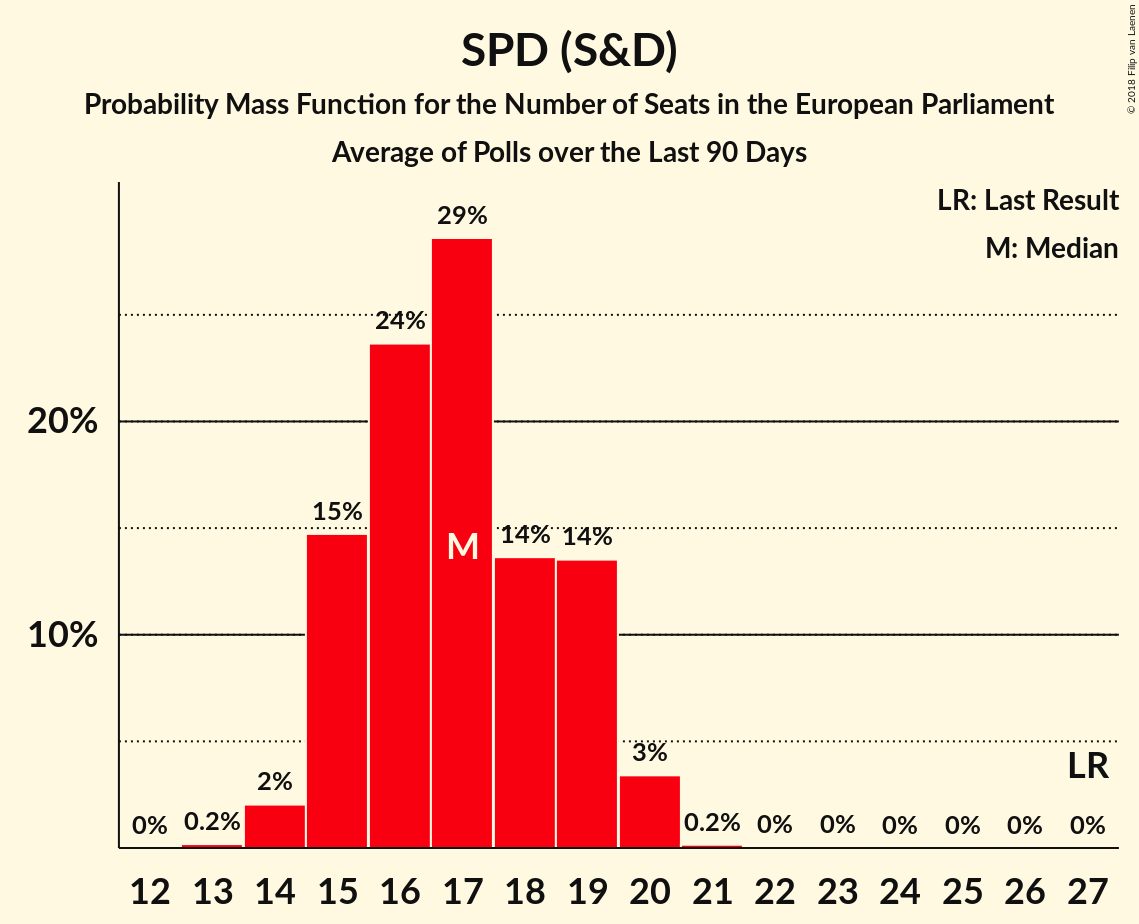 SPD (S&D)
Probability Mass Function for the Number of Seats in the European Parliament
Average of Polls over the Last 90 Days
© 2018 Filip van Laenen
LR: Last Result
M: Median
29%
24%
20%
15%
14%
14%
M
10%
3%
LR
2%
0%
0.2%
0.2%
0%
0%
0%
0%
0%
0%
12 13 14 15 16 17 18 19 20 21 22 23 24 25 26 27